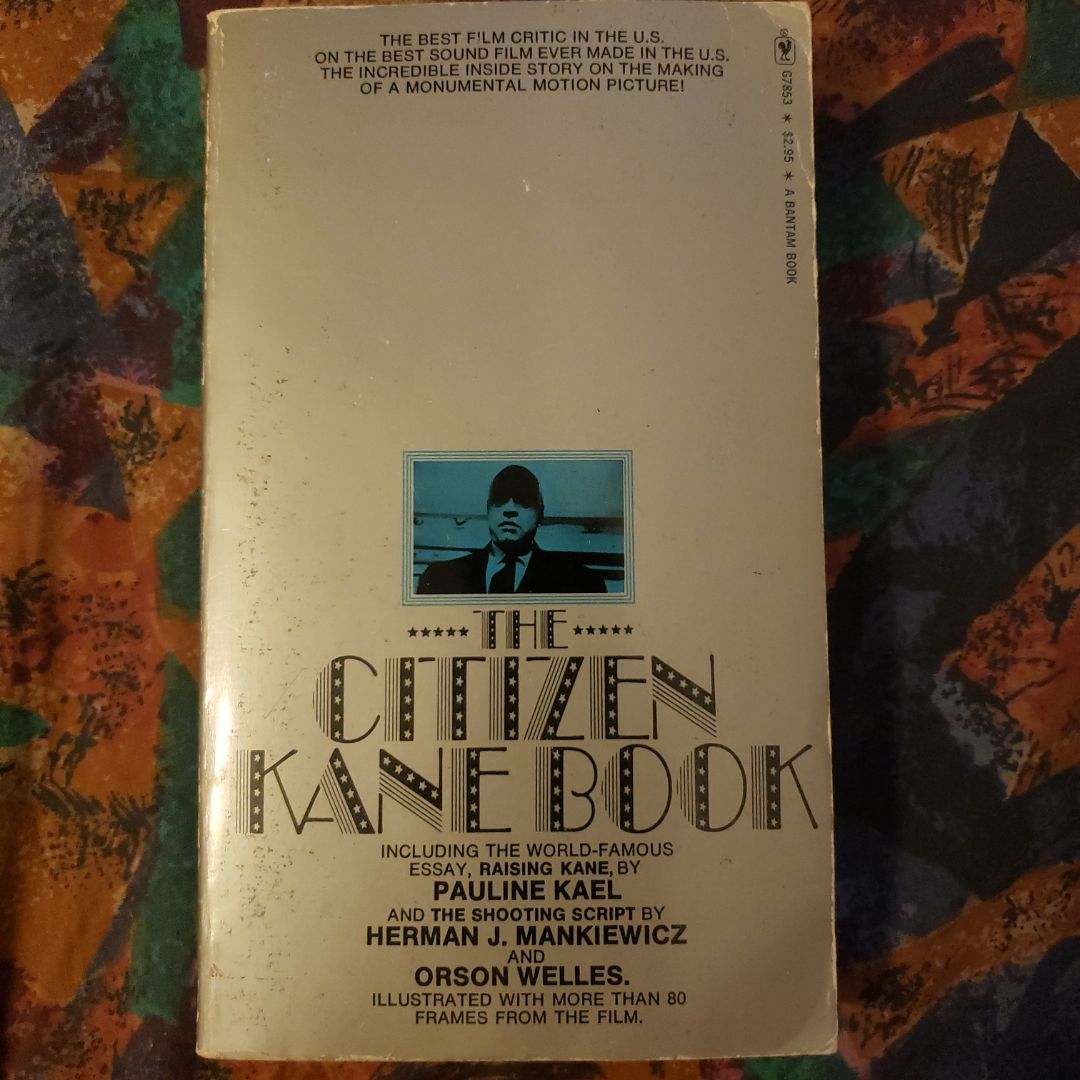 THE BEST FILM CRITIC IN THE U.S.
ON THE BEST SOUND FILM EVER MADE IN THE U.S.
THE INCREDIBLE INSIDE STORY ON THE MAKING
OF A MONUMENTAL MOTION PICTURE!
G7853 * $2.95 * A BANTAM BOOK
THE
CITIZEN
KANE BOOK
INCLUDING THE WORLD-FAMOUS
ESSAY, RAISING KANE, BY
PAULINE KAEL
AND THE SHOOTING SCRIPT BY
HERMAN J. MANKIEWICZ
AND
ORSON WELLES.
ILLUSTRATED WITH MORE THAN 80
FRAMES FROM THE FILM.